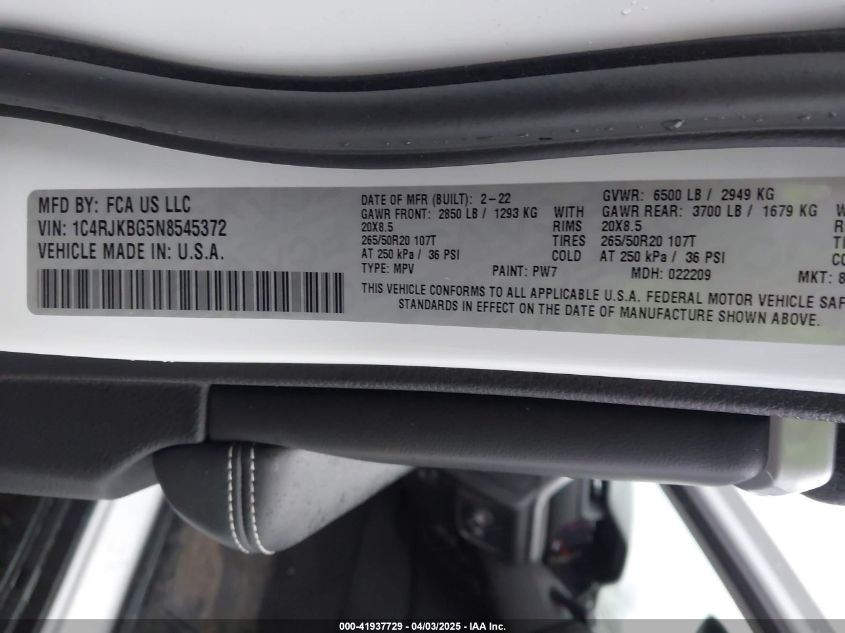 MFD BY: FCA US LLC
VIN: 1C4RJKBG5N8545372
VEHICLE MADE IN: U.S.A.
DATE OF MFR (BUILT): 2-22 GVWR: 6500 LB / 2949 KG
GAWR FRONT: 2850 LB / 1293 KG WITH GAWR REAR: 3700 LB / 1679 KG
20X8.5 RIMS 20X8.5
265/50R20 107T TIRES 265/50R20 107T
AT 250 kPa / 36 PSI COLD AT 250 kPa / 36 PSI
TYPE: MPV PAINT: PW7 MDH: 022209 MKT: 8
THIS VEHICLE CONFORMS TO ALL APPLICABLE U.S.A. FEDERAL MOTOR VEHICLE SAF
STANDARDS IN EFFECT ON THE DATE OF MANUFACTURE SHOWN ABOVE.
000-41937729 - 04/03/2025 - IAA Inc.